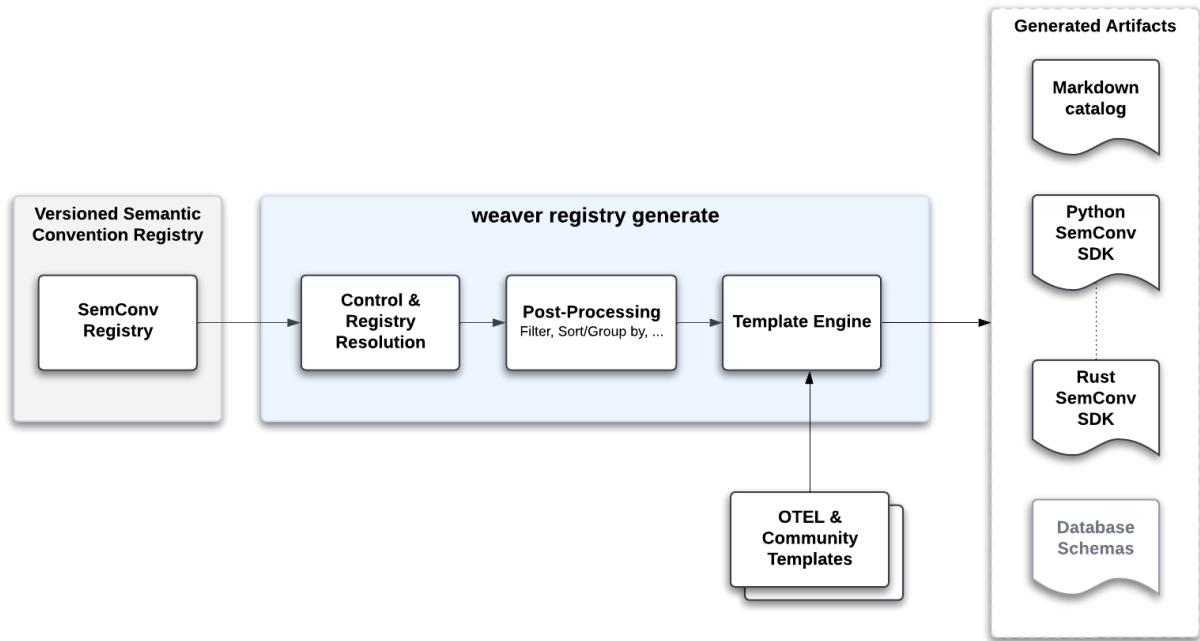 Generated Artifacts
Markdown
catalog
Versioned Semantic
Convention Registry
SemConv
Registry
weaver registry generate
Control &
Registry
Resolution
Post-Processing
Filter, Sort/Group by, ...
Template Engine
Python
SemConv
SDK
Rust
SemConv
SDK
OTEL &
Community
Templates
Database
Schemas